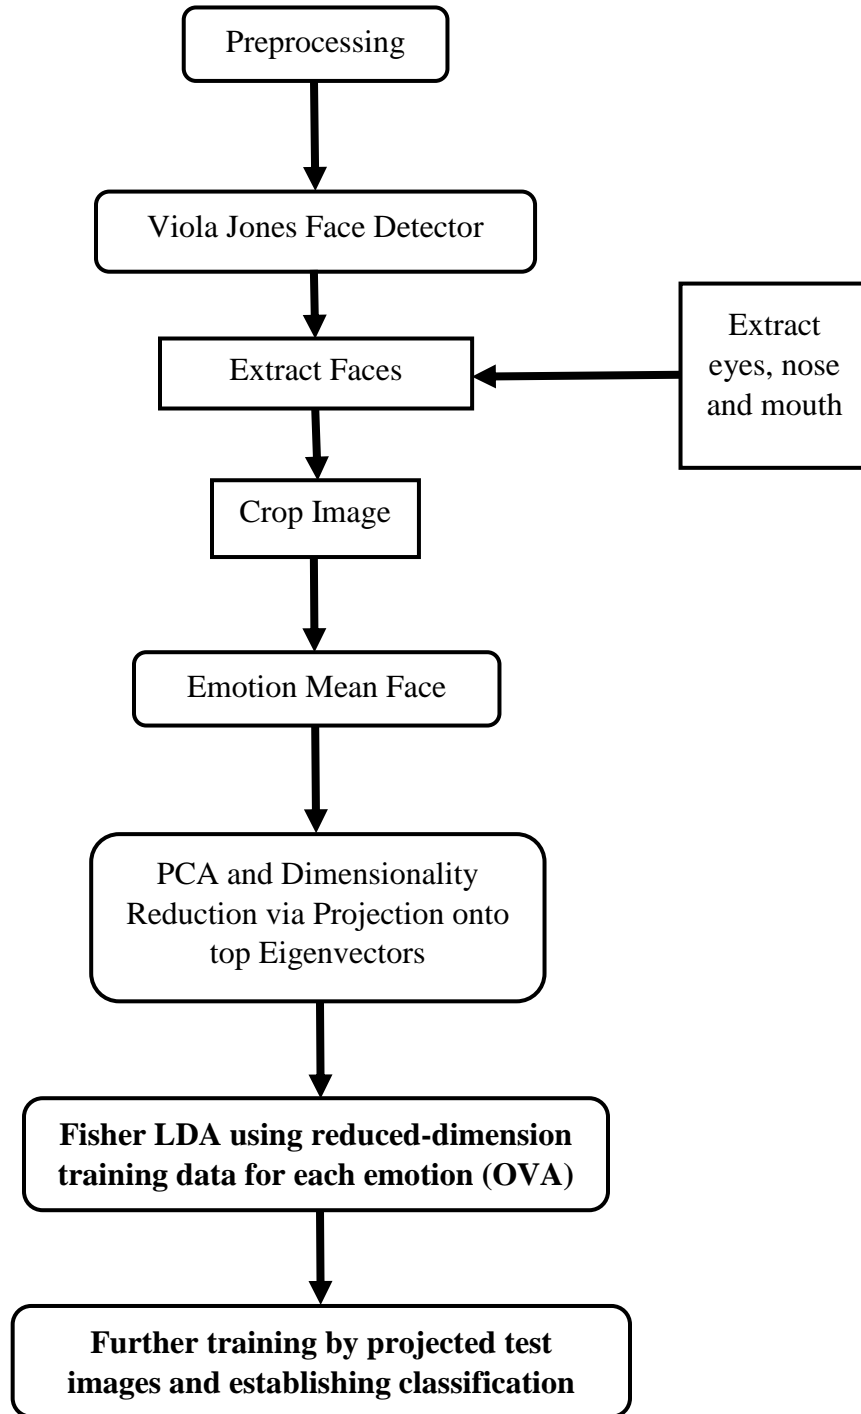 Preprocessing
Viola Jones Face Detector
Extract Faces
Extract
eyes, nose
and mouth
Crop Image
Emotion Mean Face
PCA and Dimensionality
Reduction via Projection onto
top Eigenvectors
Fisher LDA using reduced-dimension
training data for each emotion (OVA)
Further training by projected test
images and establishing classification